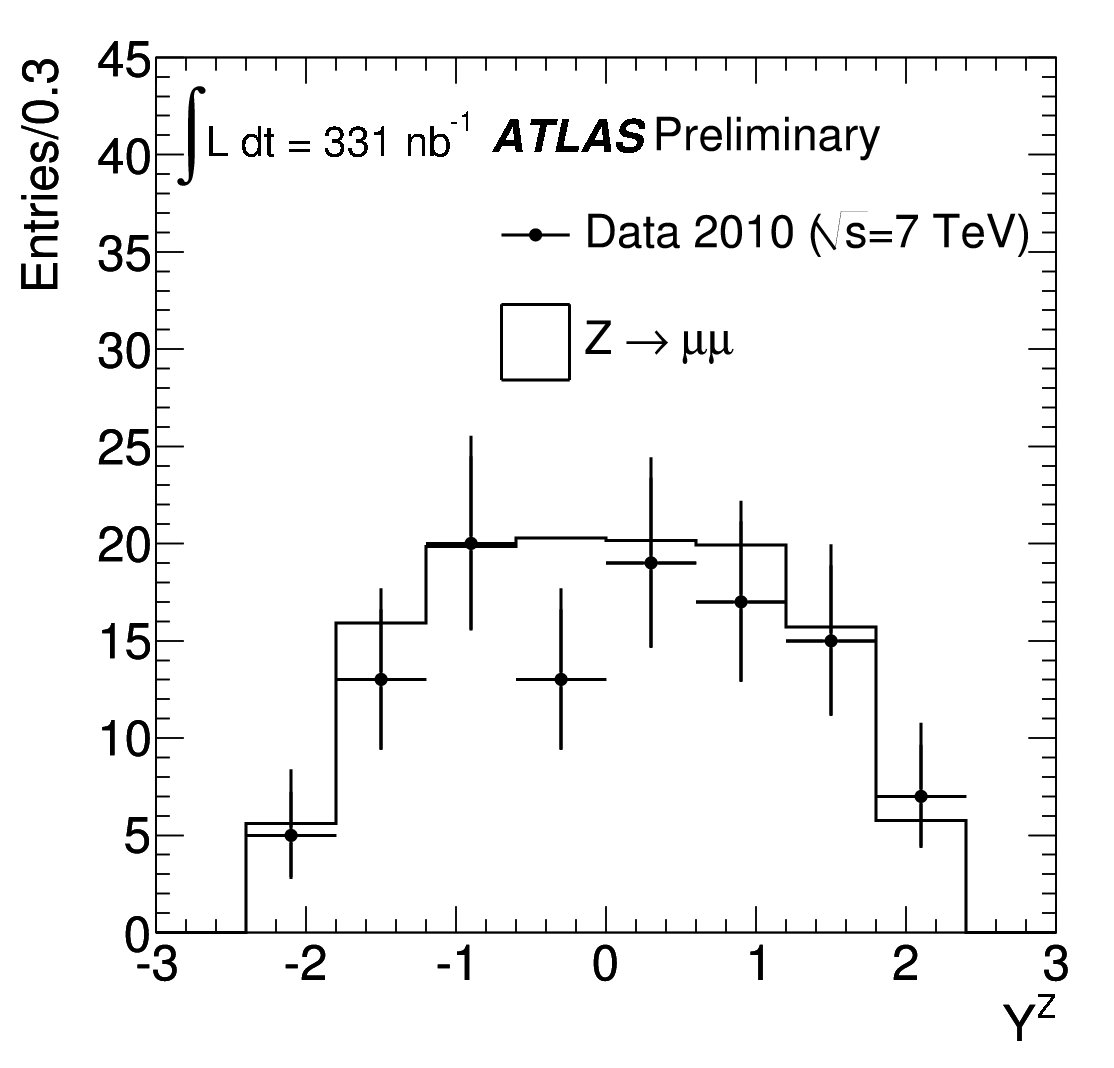 Entries/0.3
45
40
35
30
25
20
15
10
5
0
∫L dt = 331 nb⁻¹ ATLAS Preliminary
Data 2010 (√s=7 TeV)
Z → μμ
-3 -2 -1 0 1 2 3
Yᶻ